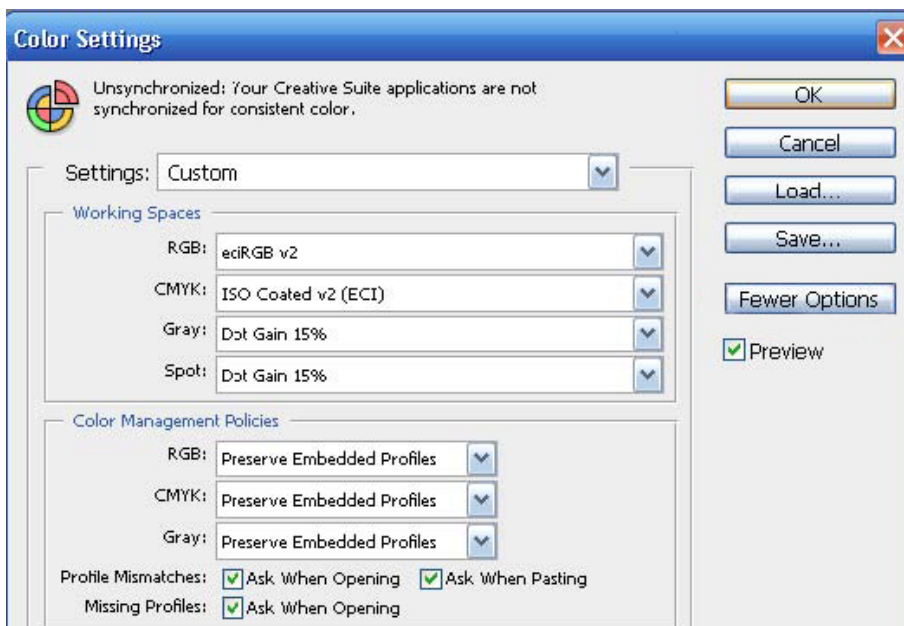 Color Settings
Unsynchronized: Your Creative Suite applications are not
synchronized for consistent color.
OK
Cancel
Load...
Save...
Fewer Options
Preview
Settings: Custom
Working Spaces
RGB: eciRGB v2
CMYK: ISO Coated v2 (ECI)
Gray: Dot Gain 15%
Spot: Dot Gain 15%
Color Management Policies
RGB: Preserve Embedded Profiles
CMYK: Preserve Embedded Profiles
Gray: Preserve Embedded Profiles
Profile Mismatches: Ask When Opening Ask When Pasting
Missing Profiles: Ask When Opening